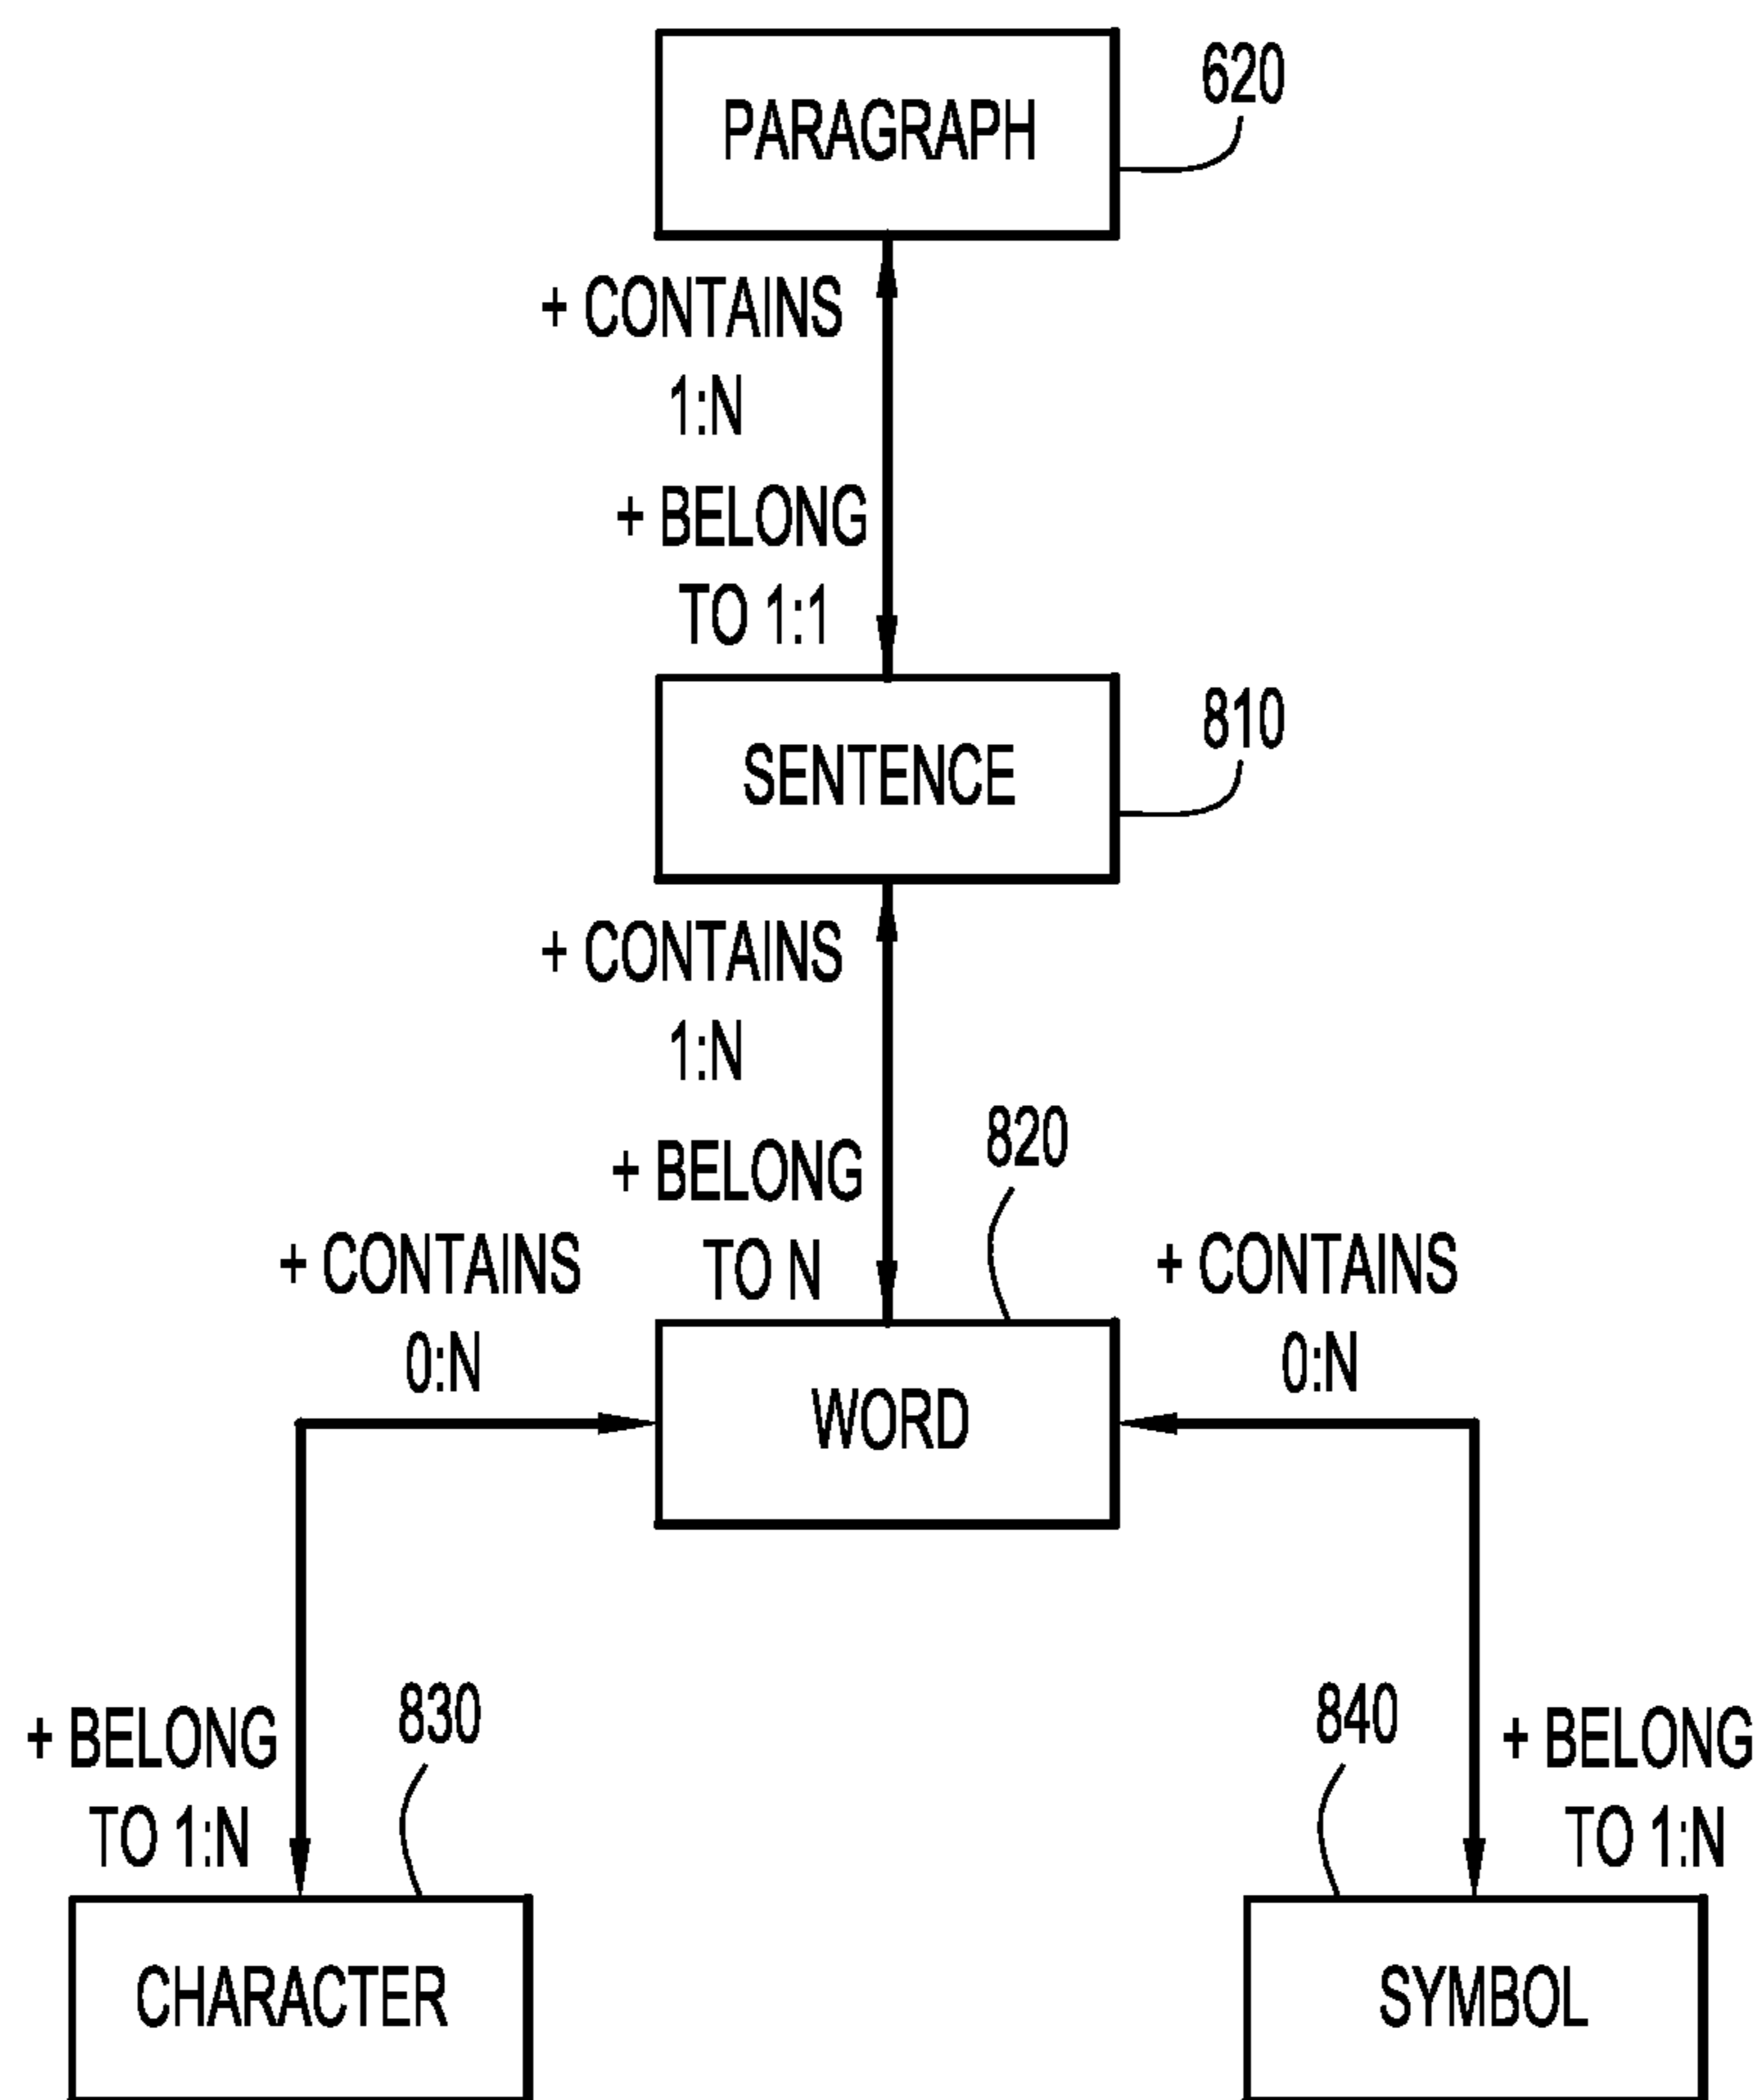 PARAGRAPH
620
+ CONTAINS
1:N
+ BELONG
TO 1:1
SENTENCE
810
+ CONTAINS
1:N
+ BELONG
TO N
820
+ CONTAINS
0:N
+ CONTAINS
0:N
WORD
+ BELONG
TO 1:N
830
840
+ BELONG
TO 1:N
CHARACTER
SYMBOL